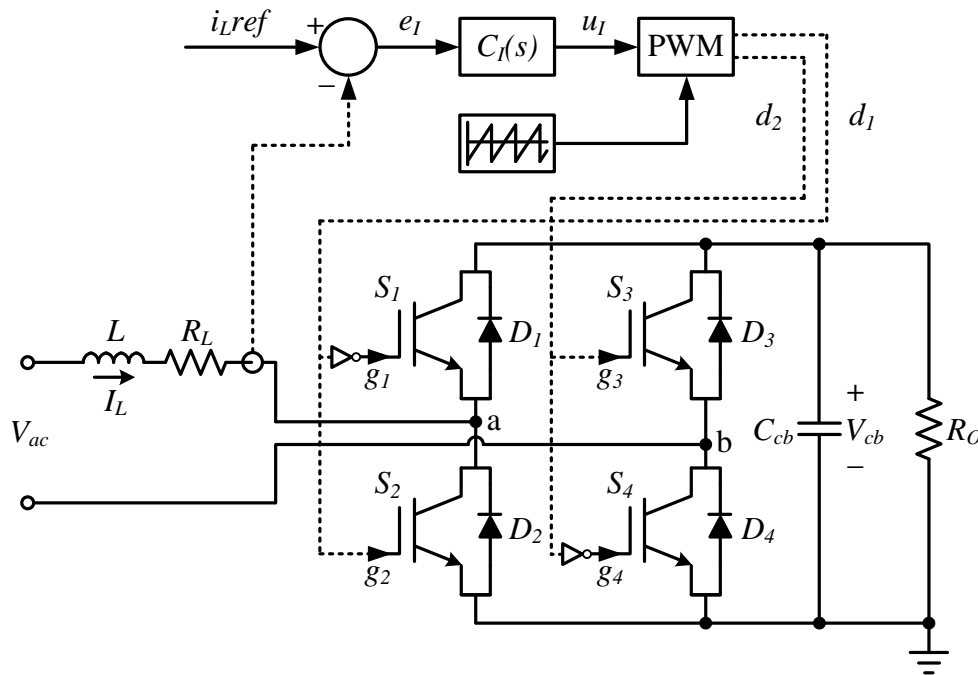 i_Lref
+
−
e_I
C_I(s)
u_I
PWM
d_2
d_1
S_1
D_1
g_1
S_3
D_3
g_3
L
R_L
I_L
V_ac
a
b
C_cb
+
V_cb
−
R_O
S_2
D_2
g_2
S_4
D_4
g_4